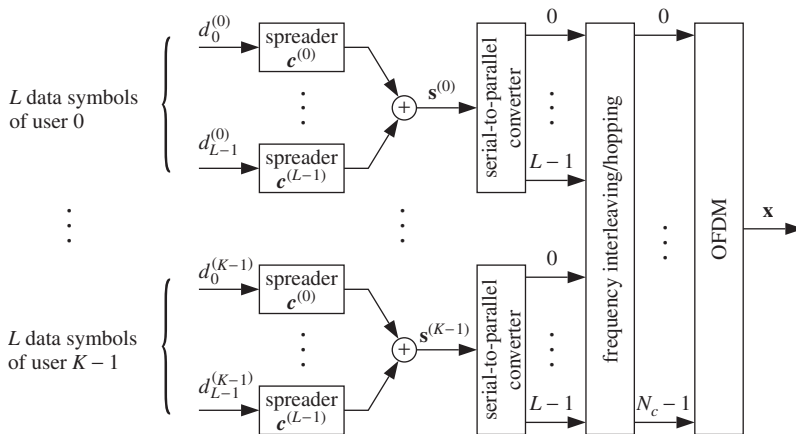 L data symbols
of user 0
d_0^{(0)}
spreader
c^{(0)}
d_{L-1}^{(0)}
spreader
c^{(L-1)}
+
s^{(0)}
serial-to-parallel
converter
0
L – 1
L data symbols
of user K – 1
d_0^{(K-1)}
spreader
c^{(0)}
d_{L-1}^{(K-1)}
spreader
c^{(L-1)}
+
s^{(K-1)}
serial-to-parallel
converter
0
L – 1
frequency interleaving/hopping
0
N_c – 1
OFDM
x